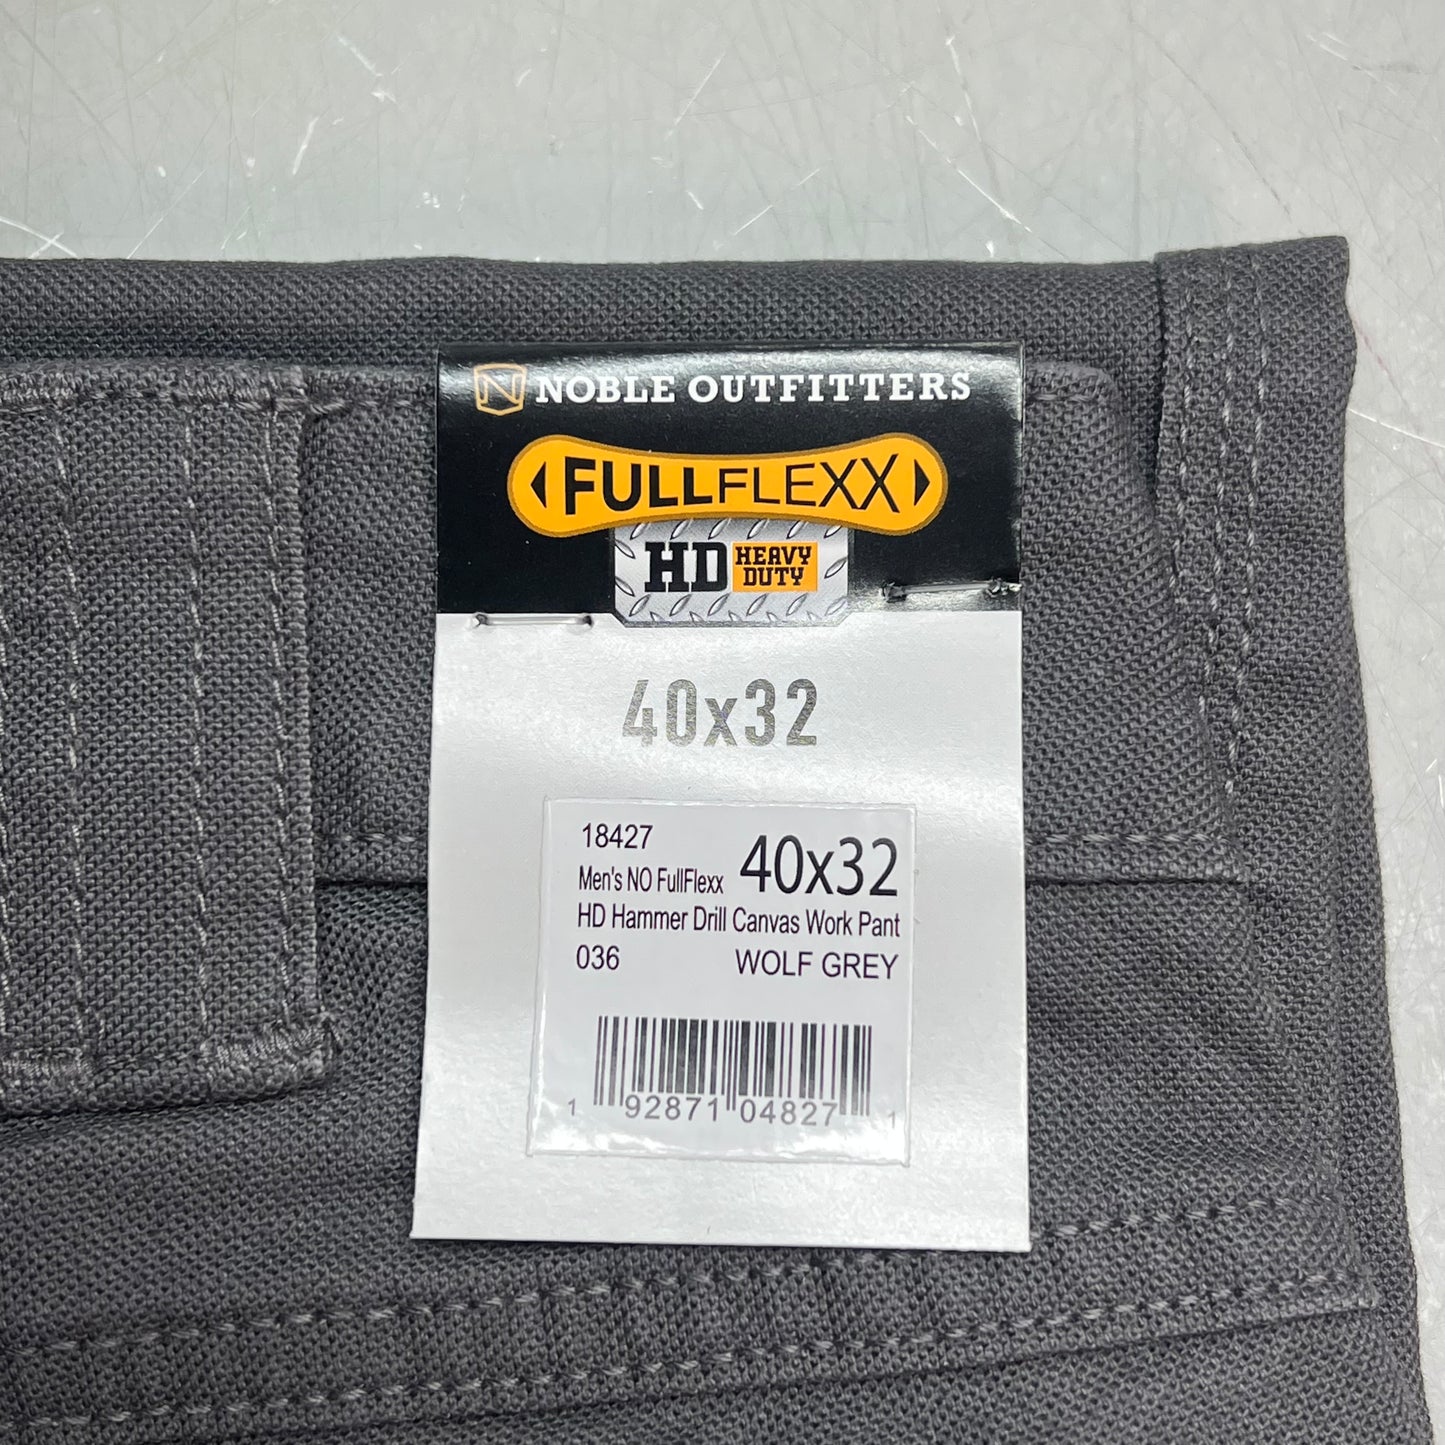 N NOBLE OUTFITTERS
FULLFLEXX
HD HEAVY DUTY
40x32
18427
Men's NO FullFlexx 40x32
HD Hammer Drill Canvas Work Pant
036 WOLF GREY
1 92871 04827 1